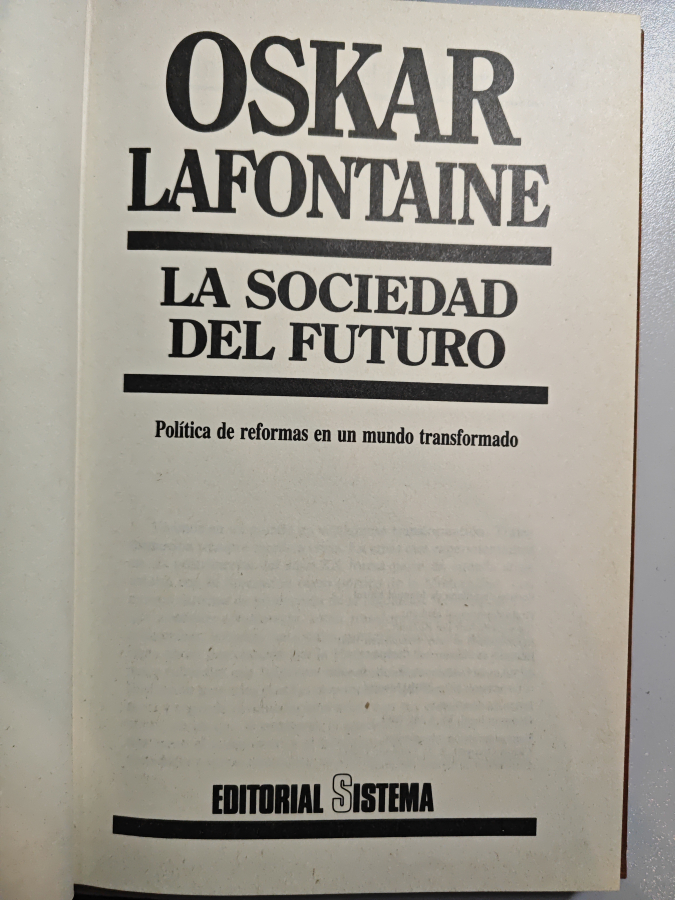 OSKAR
LAFONTAINE
LA SOCIEDAD
DEL FUTURO
Política de reformas en un mundo transformado
EDITORIAL SISTEMA